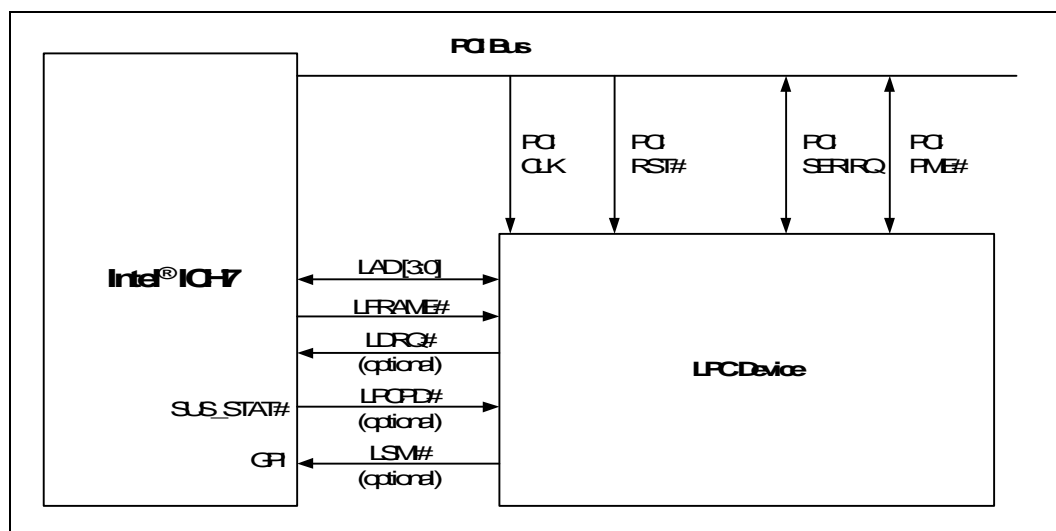 PCI Bus
PCI
CLK
PCI
RST#
PCI
SERIRQ
PCI
PME#
Intel® ICH7
LAD[3:0]
LFRAME#
LDRQ#
(optional)
LPC Device
SUS_STAT#
LPCPD#
(optional)
GPI
LSMI#
(optional)